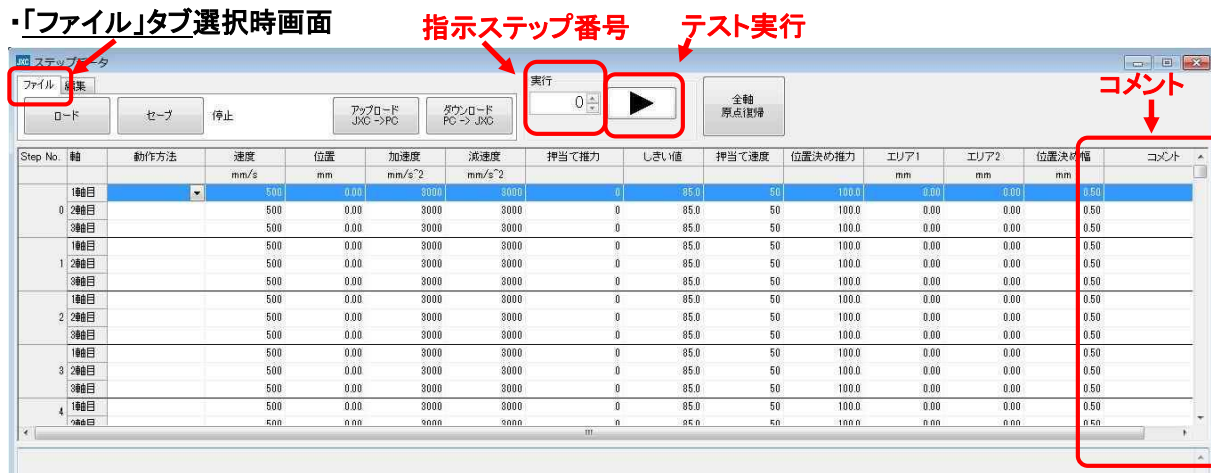 ・「ファイル」タブ選択時画面
指示ステップ番号
テスト実行
JXC ステップデータ
コメント
ファイル 編集
実行
ロード
セーブ
停止
アップロード
JXC ->PC
ダウンロード
PC -> JXC
0
全軸
原点復帰
Step No. 軸 動作方法 速度 位置 加速度 減速度 押当て推力 しきい値 押当て速度 位置決め推力 エリア1 エリア2 位置決め幅 コメント
mm/s mm mm/s^2 mm/s^2 mm mm mm
1軸目 500 0.00 3000 3000 0 85.0 50 100.0 0.00 0.00 0.50
0 2軸目 500 0.00 3000 3000 0 85.0 50 100.0 0.00 0.00 0.50
3軸目 500 0.00 3000 3000 0 85.0 50 100.0 0.00 0.00 0.50
1軸目 500 0.00 3000 3000 0 85.0 50 100.0 0.00 0.00 0.50
1 2軸目 500 0.00 3000 3000 0 85.0 50 100.0 0.00 0.00 0.50
3軸目 500 0.00 3000 3000 0 85.0 50 100.0 0.00 0.00 0.50
1軸目 500 0.00 3000 3000 0 85.0 50 100.0 0.00 0.00 0.50
2 2軸目 500 0.00 3000 3000 0 85.0 50 100.0 0.00 0.00 0.50
3軸目 500 0.00 3000 3000 0 85.0 50 100.0 0.00 0.00 0.50
1軸目 500 0.00 3000 3000 0 85.0 50 100.0 0.00 0.00 0.50
3 2軸目 500 0.00 3000 3000 0 85.0 50 100.0 0.00 0.00 0.50
3軸目 500 0.00 3000 3000 0 85.0 50 100.0 0.00 0.00 0.50
4 1軸目 500 0.00 3000 3000 0 85.0 50 100.0 0.00 0.00 0.50
2軸目 500 0.00 3000 3000 0 85.0 50 100.0 0.00 0.00 0.50